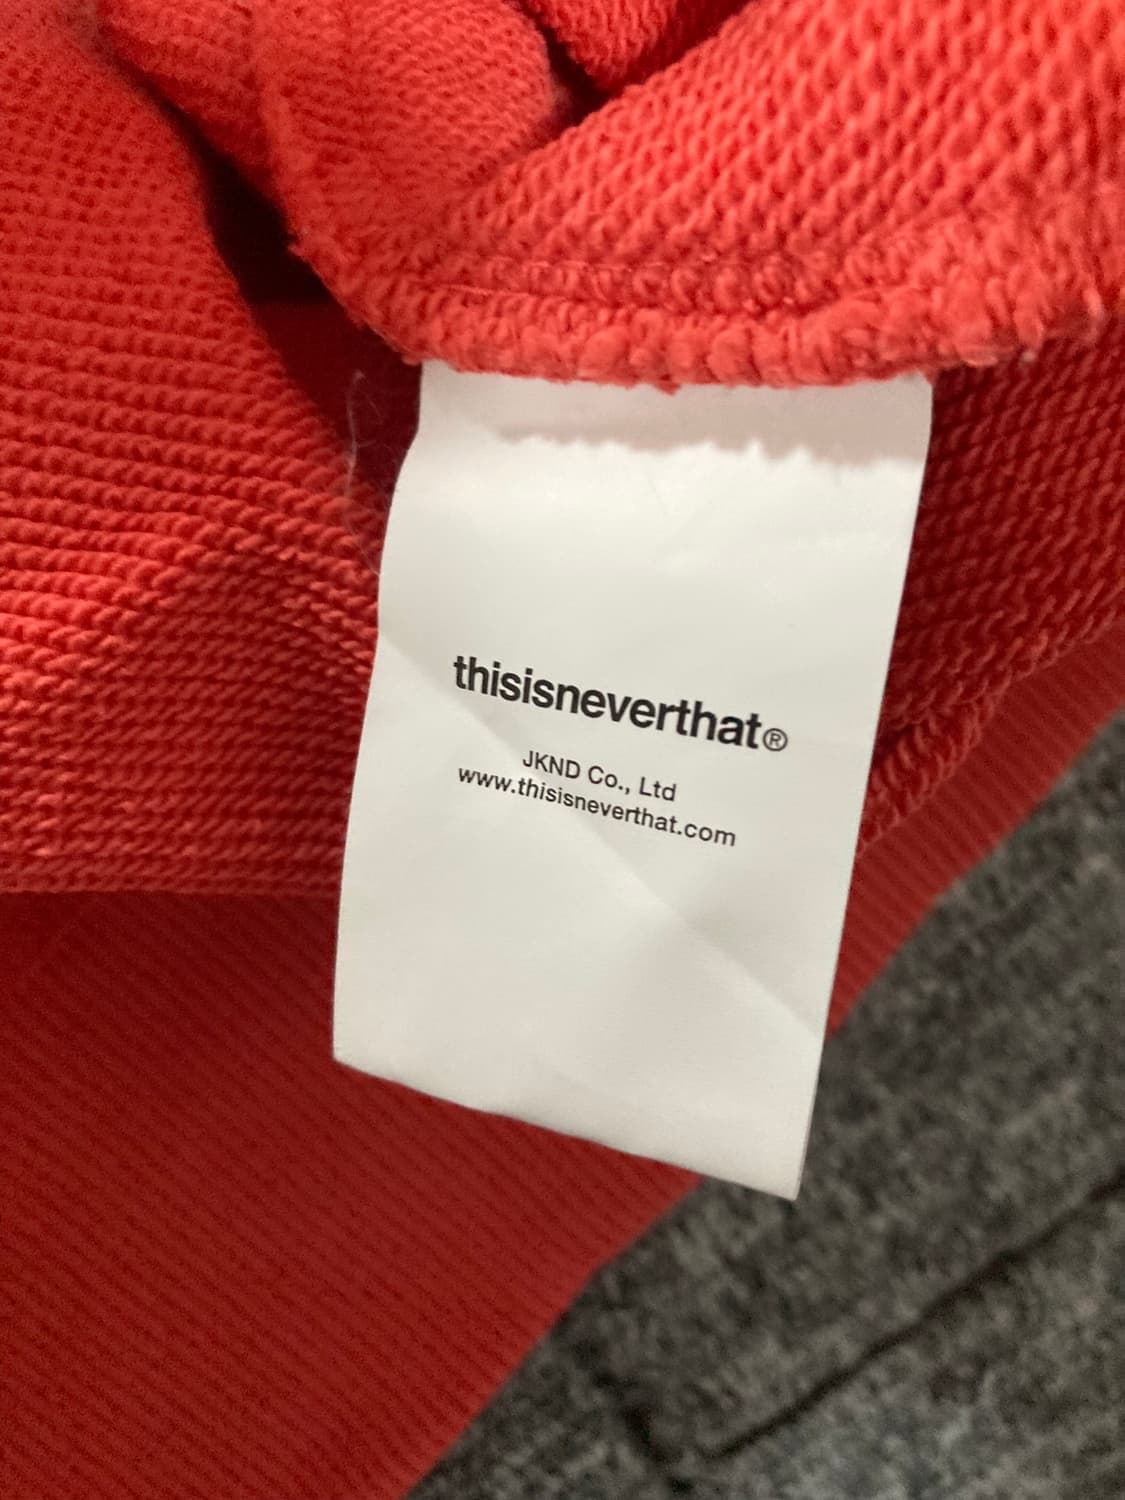 thisisneverthat®
JKND Co., Ltd
www.thisisneverthat.com